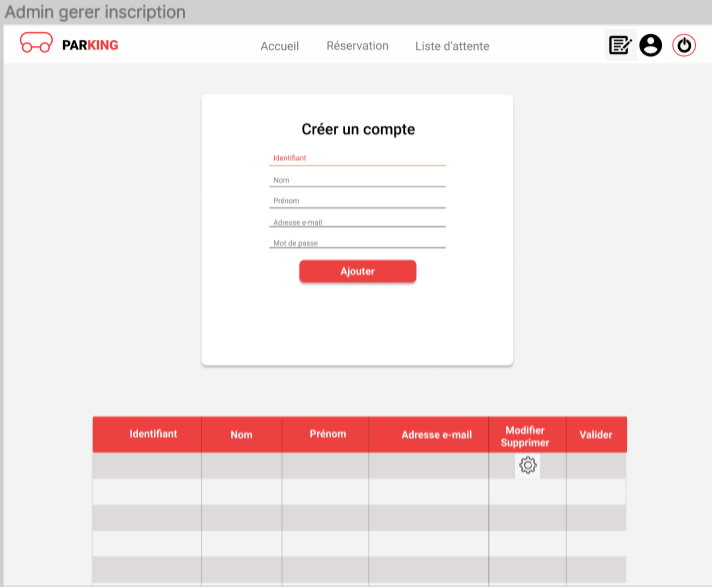 Admin gerer inscription
PARKING
Accueil
Réservation
Liste d'attente
Créer un compte
Identifiant
Nom
Prénom
Adresse e-mail
Mot de passe
Ajouter
Identifiant
Nom
Prénom
Adresse e-mail
Modifier
Supprimer
Valider